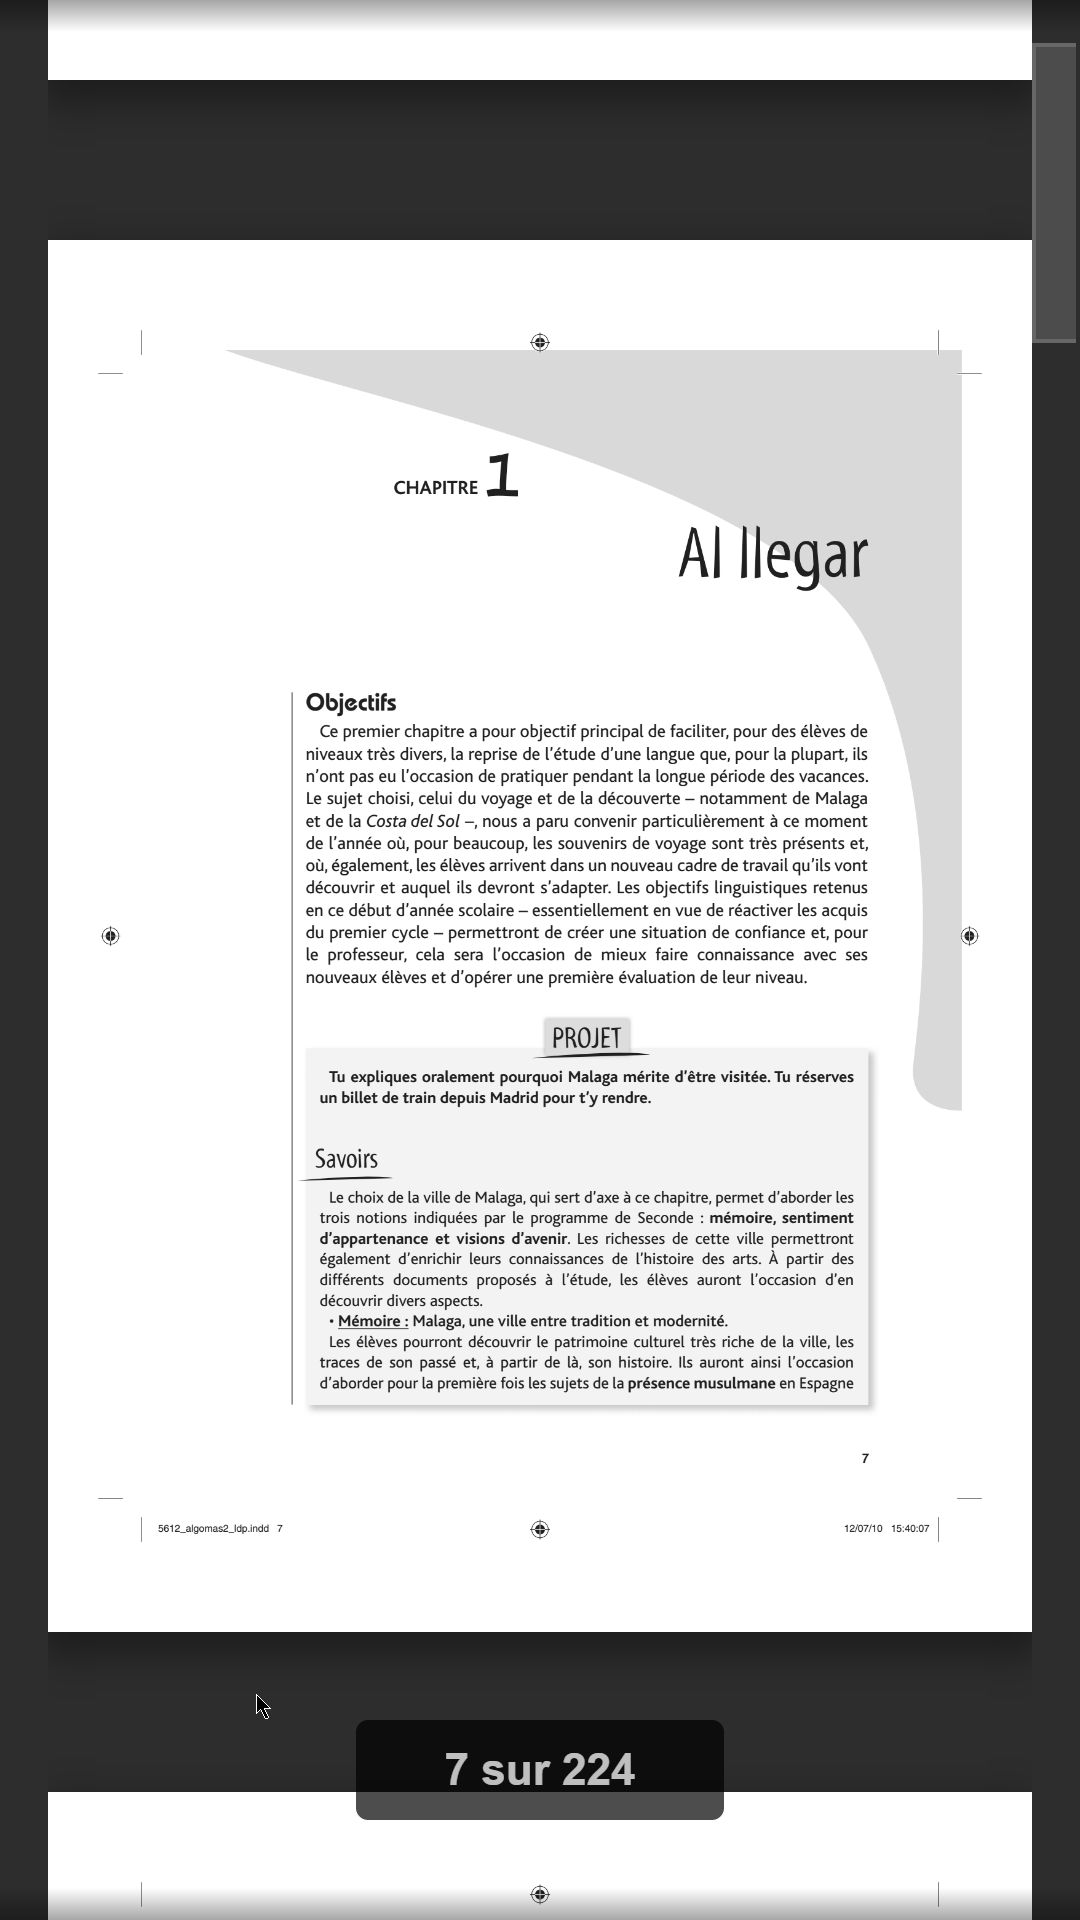 CHAPITRE 1
Al llegar
Objectifs
Ce premier chapitre a pour objectif principal de faciliter, pour des élèves de
niveaux très divers, la reprise de l’étude d’une langue que, pour la plupart, ils
n’ont pas eu l’occasion de pratiquer pendant la longue période des vacances.
Le sujet choisi, celui du voyage et de la découverte – notamment de Malaga
et de la Costa del Sol –, nous a paru convenir particulièrement à ce moment
de l’année où, pour beaucoup, les souvenirs de voyage sont très présents et,
où, également, les élèves arrivent dans un nouveau cadre de travail qu’ils vont
découvrir et auquel ils devront s’adapter. Les objectifs linguistiques retenus
en ce début d’année scolaire – essentiellement en vue de réactiver les acquis
du premier cycle – permettront de créer une situation de confiance et, pour
le professeur, cela sera l’occasion de mieux faire connaissance avec ses
nouveaux élèves et d’opérer une première évaluation de leur niveau.
PROJET
Tu expliques oralement pourquoi Malaga mérite d’être visitée. Tu réserves
un billet de train depuis Madrid pour t’y rendre.
Savoirs
Le choix de la ville de Malaga, qui sert d’axe à ce chapitre, permet d’aborder les
trois notions indiquées par le programme de Seconde : mémoire, sentiment
d’appartenance et visions d’avenir. Les richesses de cette ville permettront
également d’enrichir leurs connaissances de l’histoire des arts. À partir des
différents documents proposés à l’étude, les élèves auront l’occasion d’en
découvrir divers aspects.
• Mémoire : Malaga, une ville entre tradition et modernité.
Les élèves pourront découvrir le patrimoine culturel très riche de la ville, les
traces de son passé et, à partir de là, son histoire. Ils auront ainsi l’occasion
d’aborder pour la première fois les sujets de la présence musulmane en Espagne
7
5612_algomas2_ldp.indd 7
12/07/10 15:40:07
7 sur 224